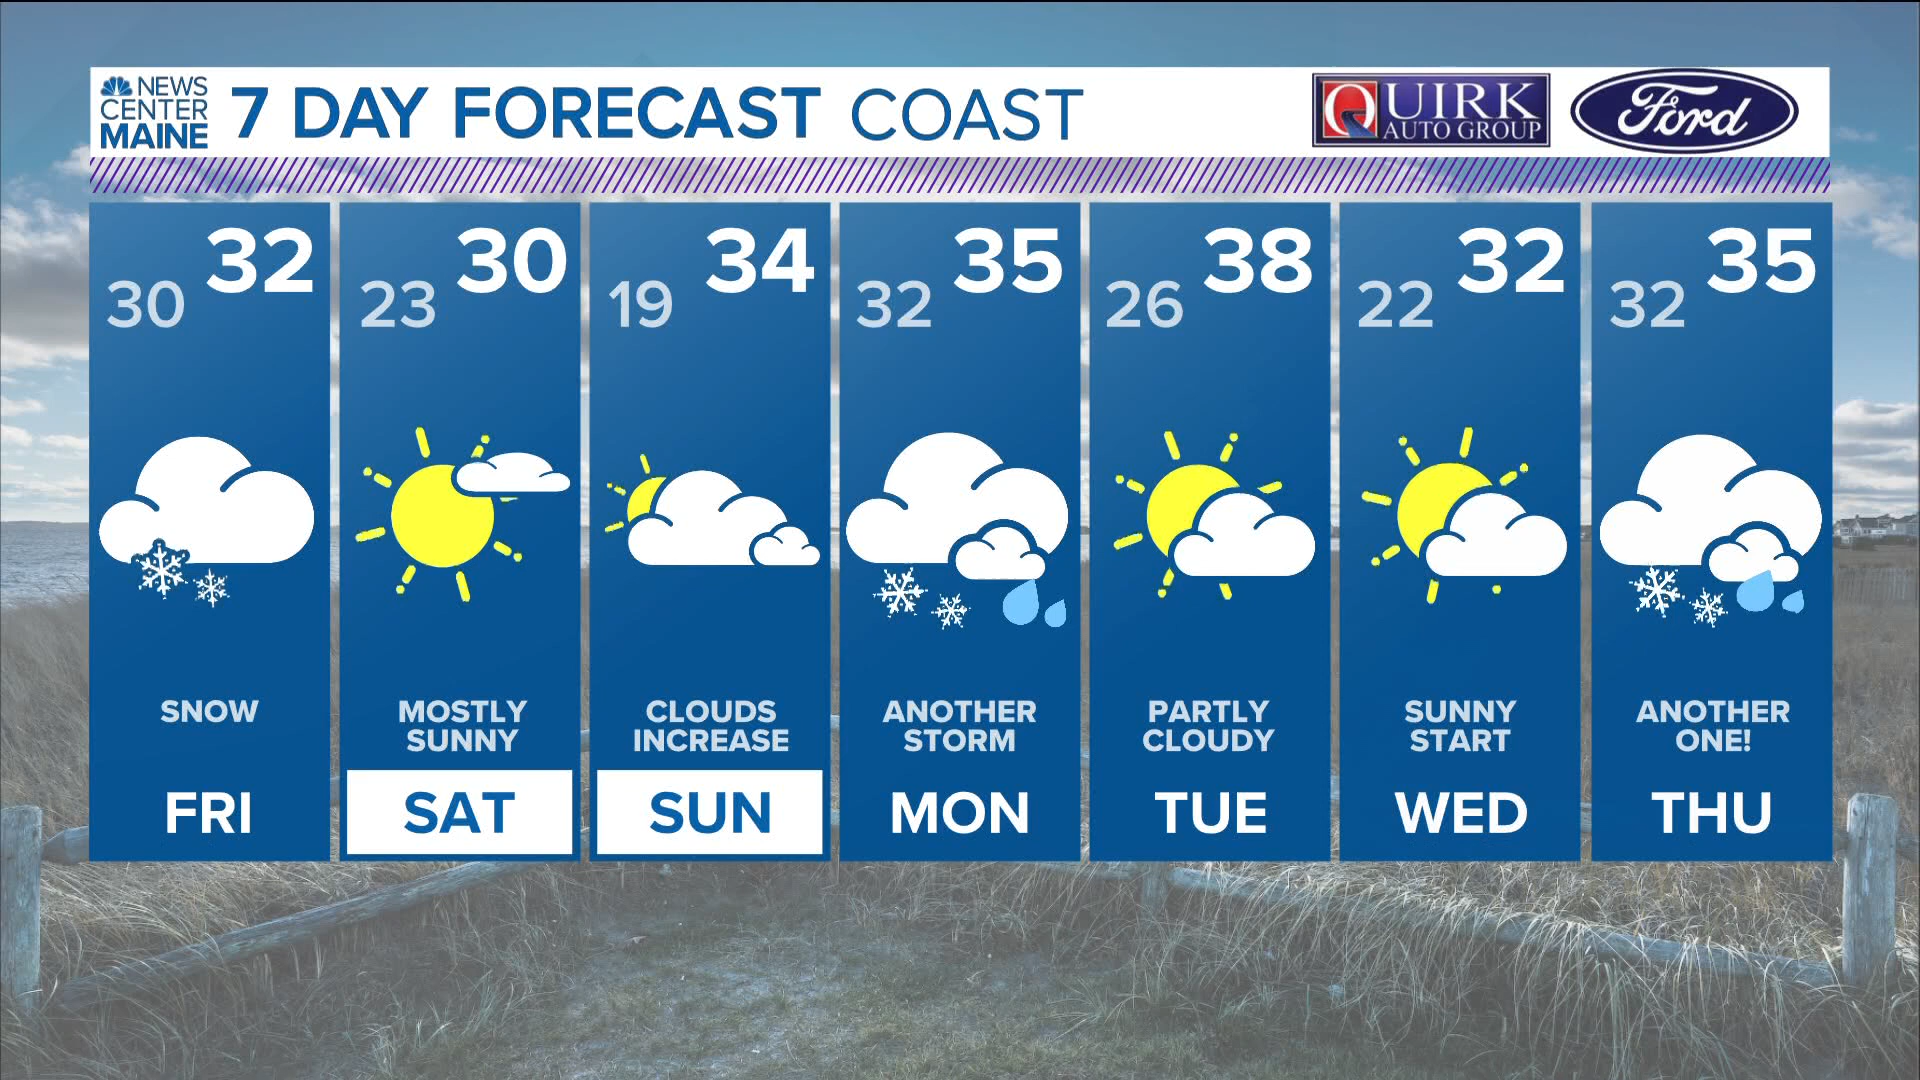 NEWS
CENTER
MAINE
7 DAY FORECAST COAST
QUIRK
AUTO GROUP
Ford
30 32
SNOW
FRI
23 30
MOSTLY
SUNNY
SAT
19 34
CLOUDS
INCREASE
SUN
32 35
ANOTHER
STORM
MON
26 38
PARTLY
CLOUDY
TUE
22 32
SUNNY
START
WED
32 35
ANOTHER
ONE!
THU